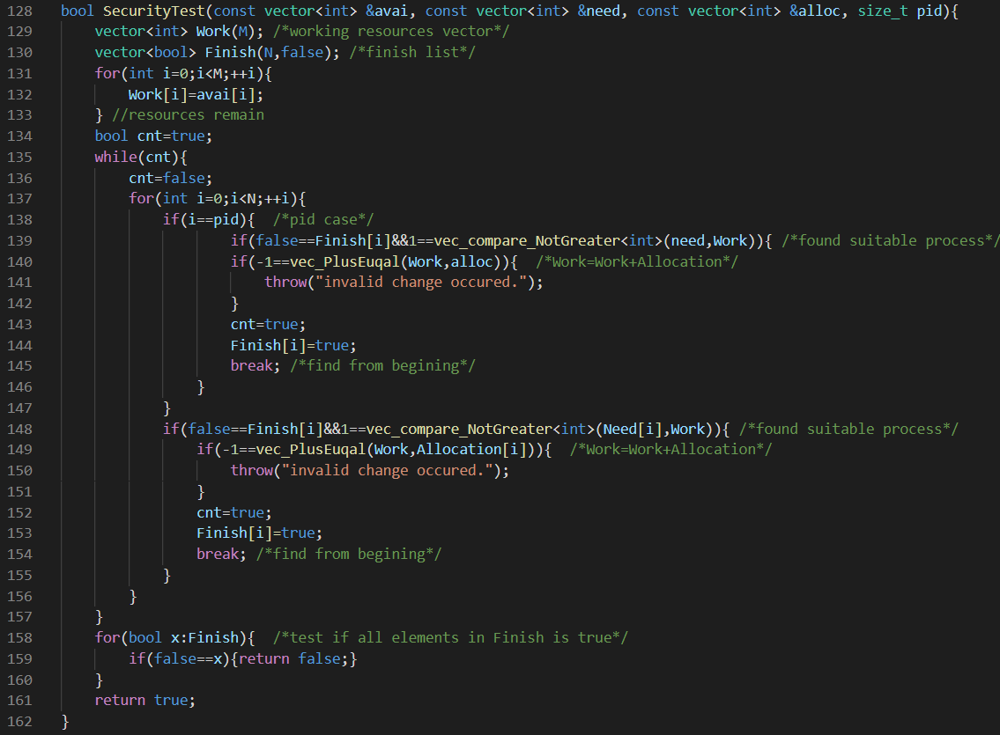 128 bool SecurityTest(const vector<int> &avai, const vector<int> &need, const vector<int> &alloc, size_t pid){
129     vector<int> Work(M); /*working resources vector*/
130     vector<bool> Finish(N,false); /*finish list*/
131     for(int i=0;i<M;++i){
132         Work[i]=avai[i];
133     } //resources remain
134     bool cnt=true;
135     while(cnt){
136         cnt=false;
137         for(int i=0;i<N;++i){
138             if(i==pid){  /*pid case*/
139                     if(false==Finish[i]&&1==vec_compare_NotGreater<int>(need,Work)){ /*found suitable process*/
140                     if(-1==vec_PlusEuqal(Work,alloc)){  /*Work=Work+Allocation*/
141                         throw("invalid change occured.");
142                     }
143                     cnt=true;
144                     Finish[i]=true;
145                     break; /*find from begining*/
146                 }
147             }
148             if(false==Finish[i]&&1==vec_compare_NotGreater<int>(Need[i],Work)){ /*found suitable process*/
149                 if(-1==vec_PlusEuqal(Work,Allocation[i])){  /*Work=Work+Allocation*/
150                     throw("invalid change occured.");
151                 }
152                 cnt=true;
153                 Finish[i]=true;
154                 break; /*find from begining*/
155             }
156         }
157     }
158     for(bool x:Finish){  /*test if all elements in Finish is true*/
159         if(false==x){return false;}
160     }
161     return true;
162 }